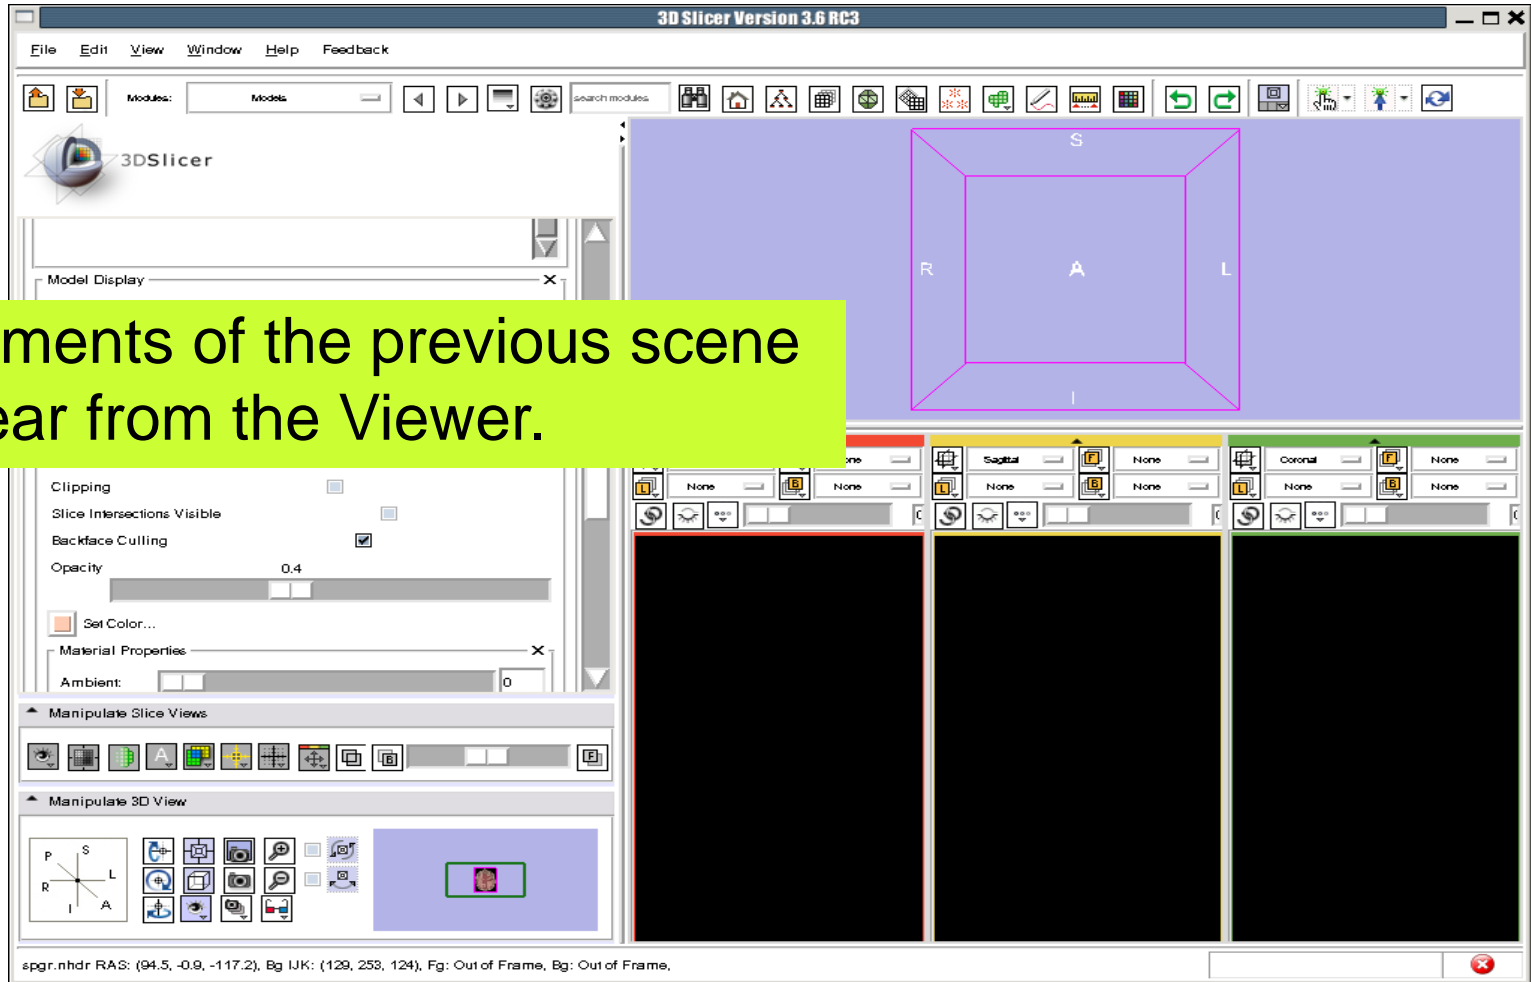 3D Slicer Version 3.6 RC3
File Edit View Window Help Feedback
Modules: Models search modules
3DSlicer
S
R A L
I
Model Display
ments of the previous scene
ear from the Viewer.
Clipping
Slice Intersections Visible
Backface Culling
Opacity 0.4
Set Color...
Material Properties
Ambient: 0
one
L None B None
Sagittal F None
L None B None
Coronal F None
L None B None
Manipulate Slice Views
A B F
Manipulate 3D View
P S
R L
I A
spgr.nhdr RAS: (94.5, -0.9, -117.2), Bg IJK: (129, 253, 124), Fg: Out of Frame, Bg: Out of Frame,